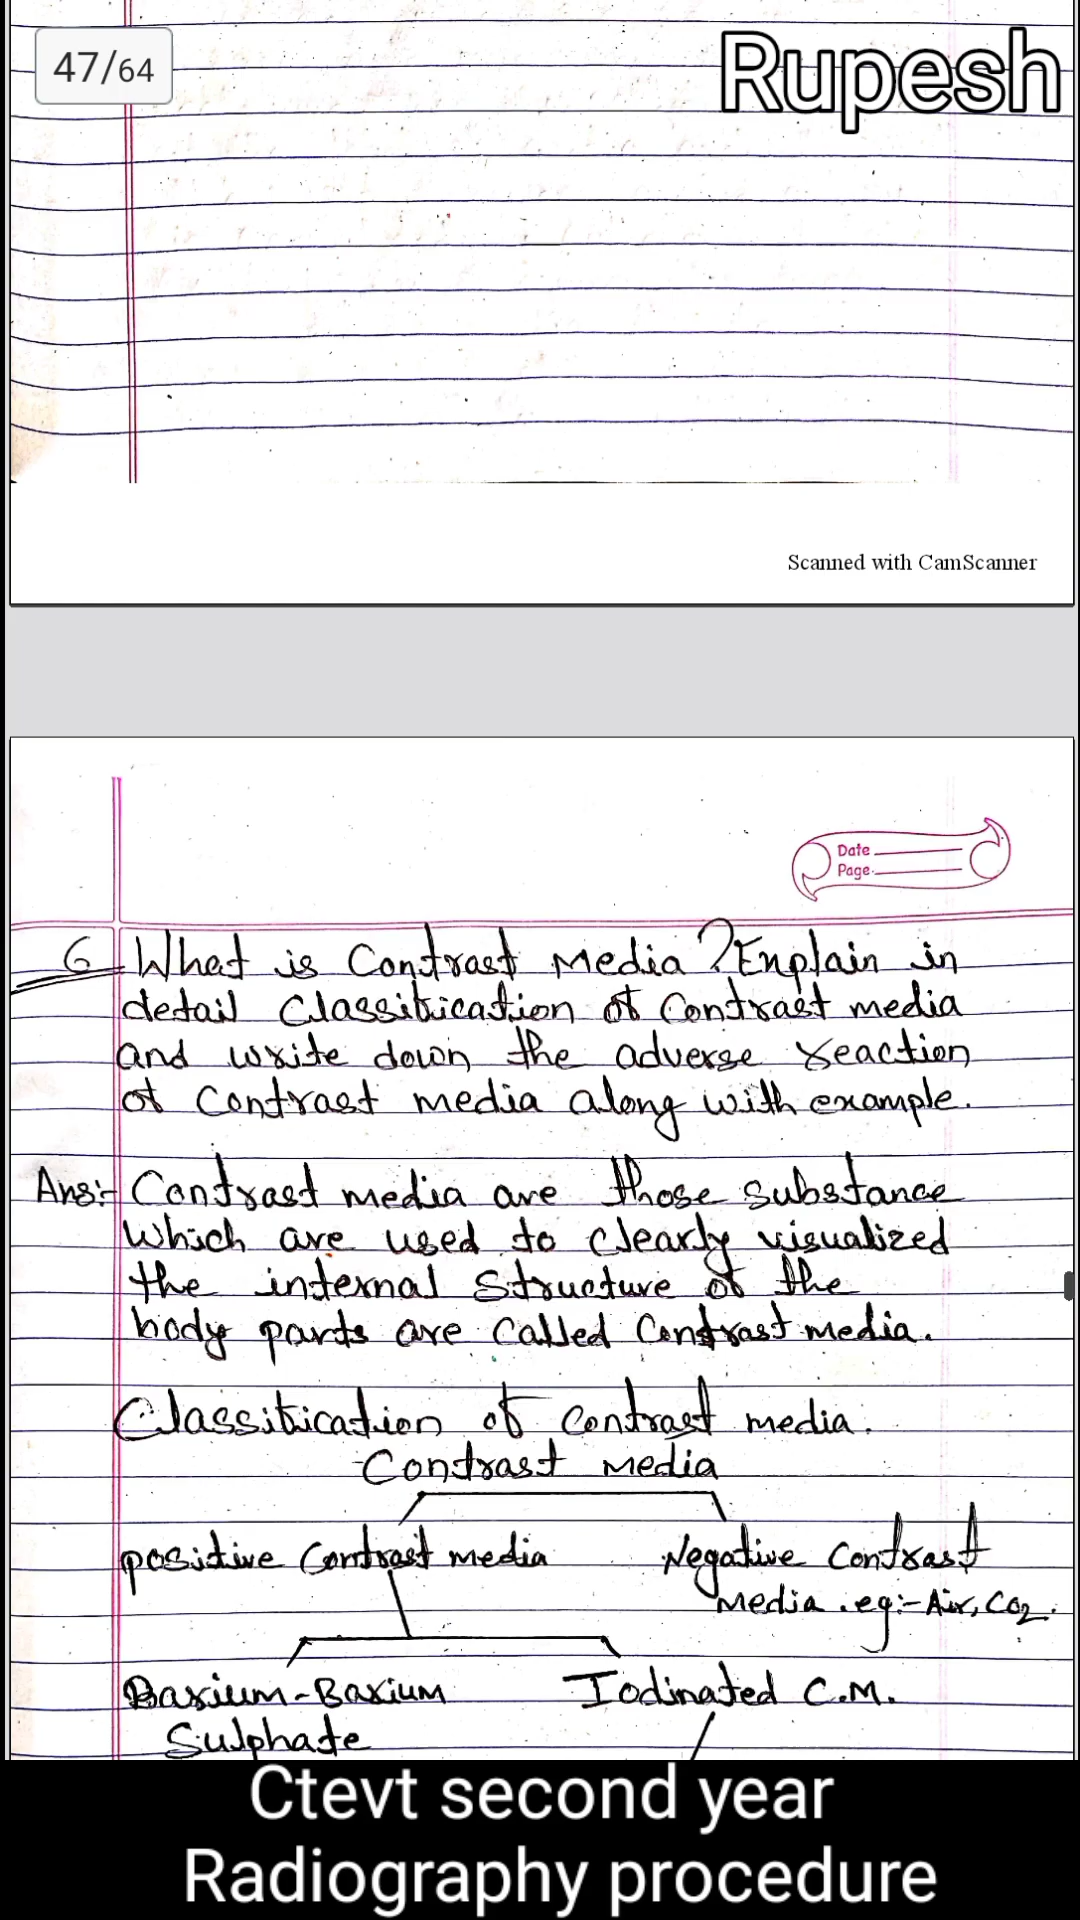 47/64
Rupesh
Scanned with CamScanner
Date
Page
6 What is Contrast Media? Explain in
detail Classification of Contrast media
and write down the adverse reaction
of Contrast media along with example.
Ans:- Contrast media are those substance
which are used to clearly visualized
the internal structure of the
body parts are called Contrast media.
Classification of contrast media.
Contrast media
positive Contrast media Negative Contrast
Media. eg:- Air, CO2.
Barium - Barium Iodinated C.M.
Sulphate
Ctevt second year
Radiography procedure